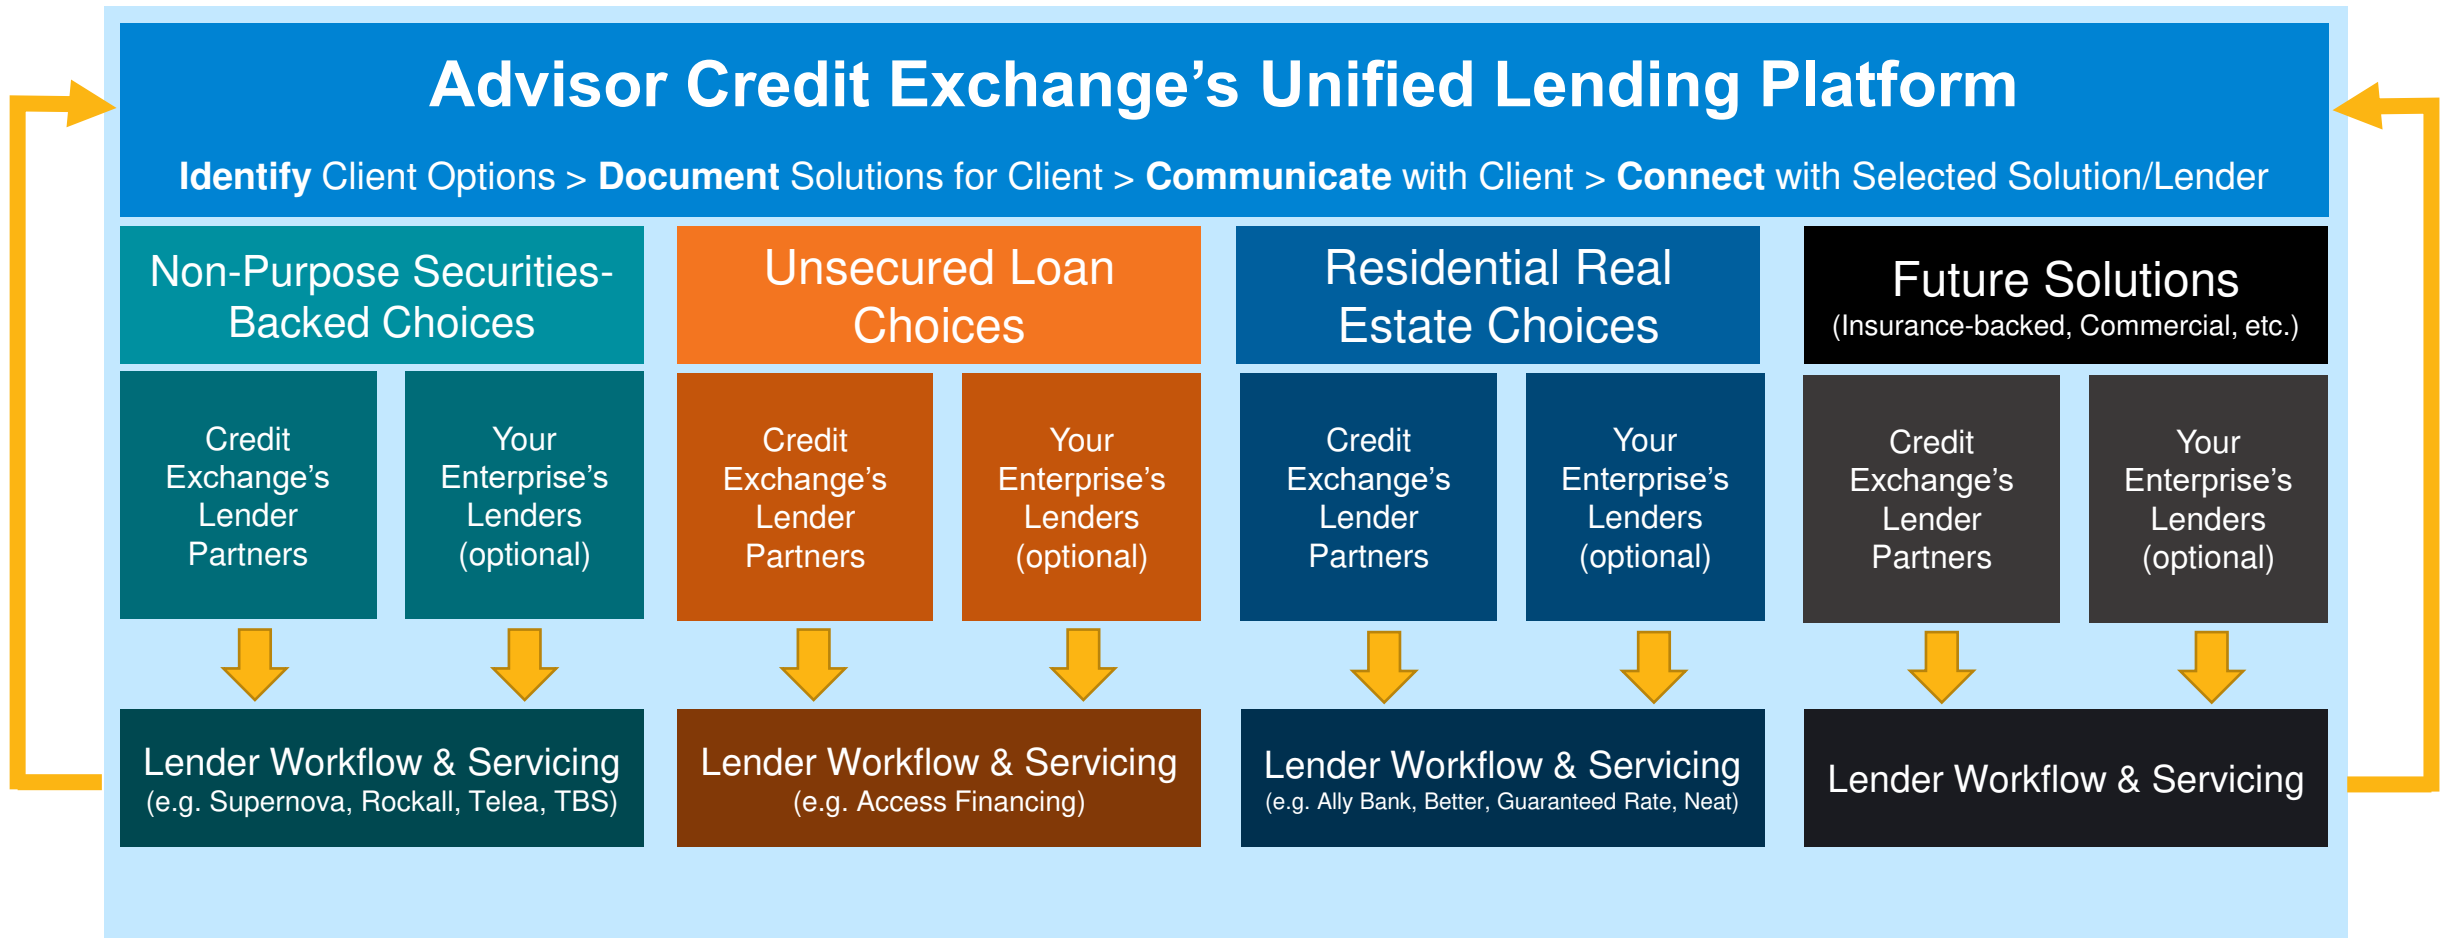 Advisor Credit Exchange’s Unified Lending Platform
Identify Client Options > Document Solutions for Client > Communicate with Client > Connect with Selected Solution/Lender
Non-Purpose Securities-
Backed Choices
Unsecured Loan
Choices
Residential Real
Estate Choices
Future Solutions
(Insurance-backed, Commercial, etc.)
Credit
Exchange’s
Lender
Partners
Your
Enterprise’s
Lenders
(optional)
Credit
Exchange’s
Lender
Partners
Your
Enterprise’s
Lenders
(optional)
Credit
Exchange’s
Lender
Partners
Your
Enterprise’s
Lenders
(optional)
Credit
Exchange’s
Lender
Partners
Your
Enterprise’s
Lenders
(optional)
Lender Workflow & Servicing
(e.g. Supernova, Rockall, Telea, TBS)
Lender Workflow & Servicing
(e.g. Access Financing)
Lender Workflow & Servicing
(e.g. Ally Bank, Better, Guaranteed Rate, Neat)
Lender Workflow & Servicing